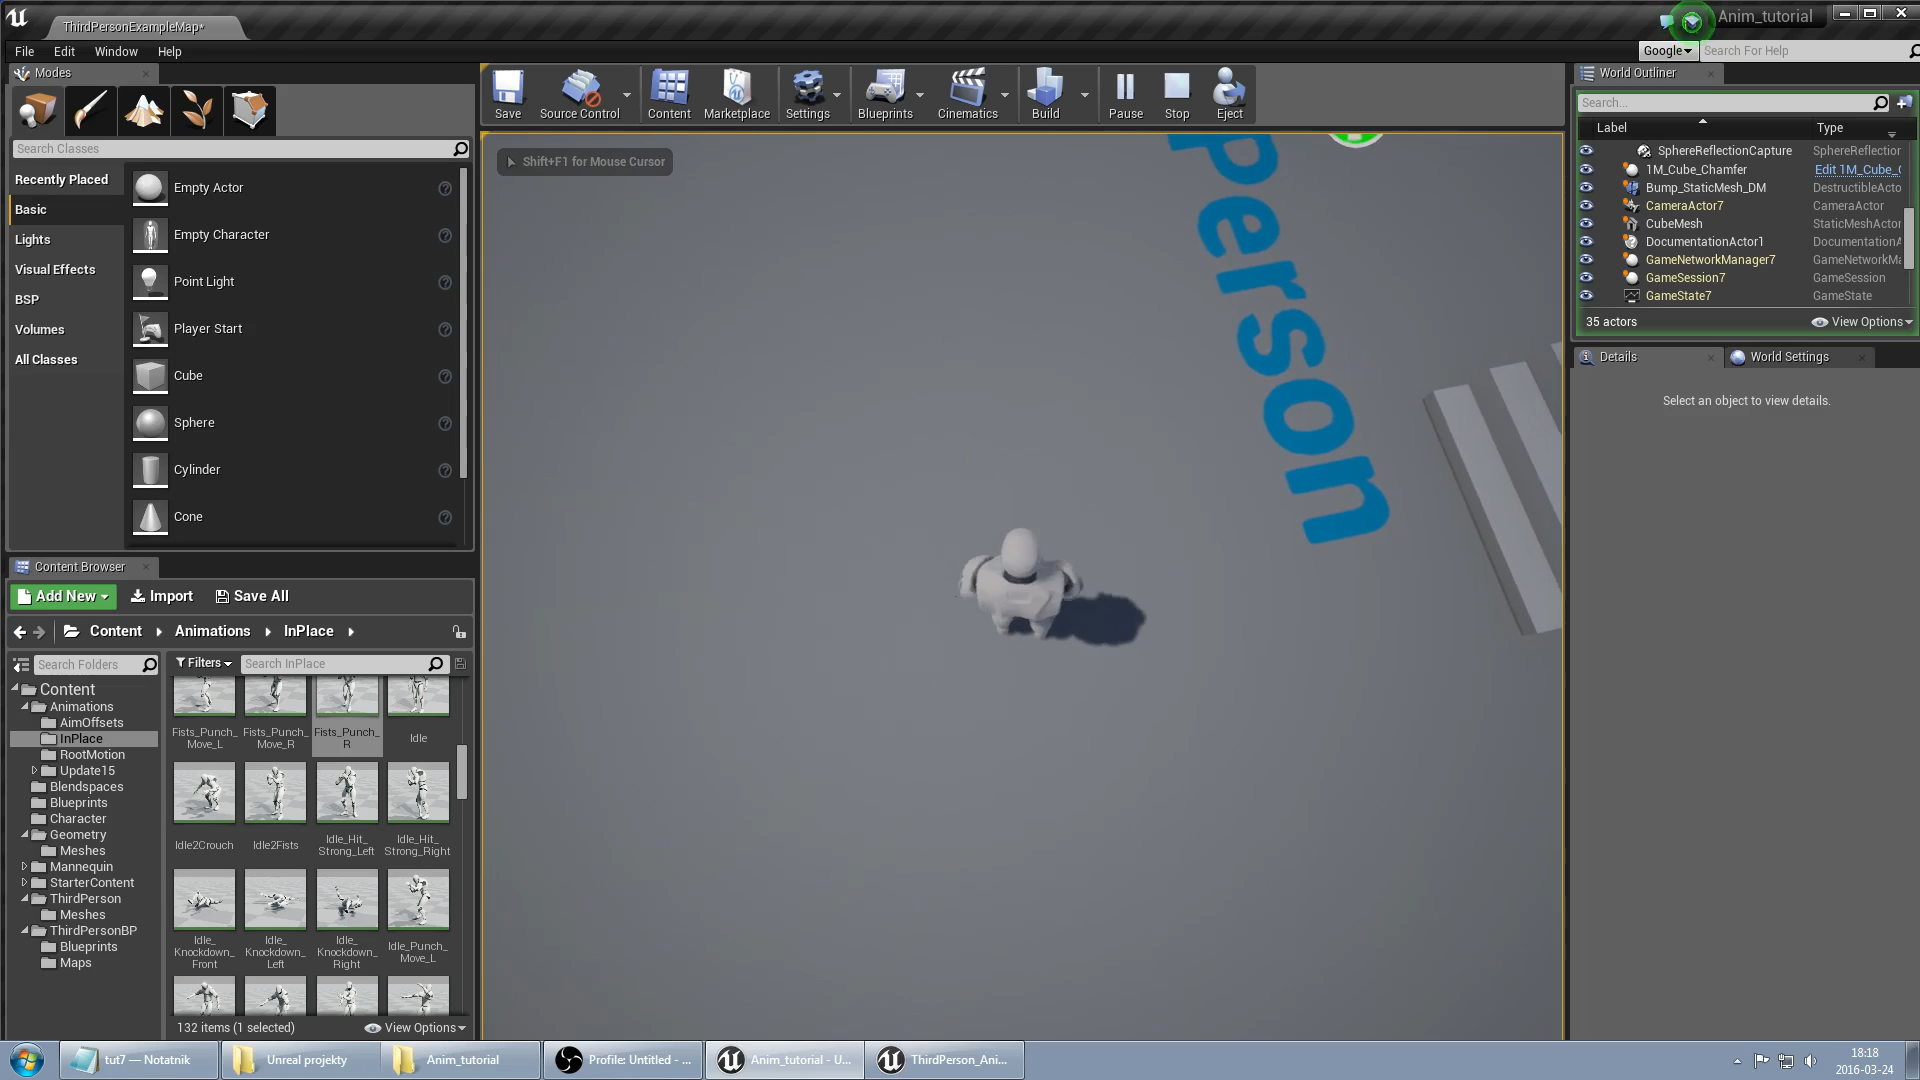 ThirdPersonExampleMap*
Anim_tutorial
File Edit Window Help
Google Search For Help
Modes
Search Classes
Recently Placed
Basic
Lights
Visual Effects
BSP
Volumes
All Classes
Empty Actor
Empty Character
Point Light
Player Start
Cube
Sphere
Cylinder
Cone
Save
Source Control
Content
Marketplace
Settings
Blueprints
Cinematics
Build
Pause
Stop
Eject
Shift+F1 for Mouse Cursor
person
World Outliner
Search...
Label Type
SphereReflectionCapture SphereReflection
1M_Cube_Chamfer Edit 1M_Cube_
Bump_StaticMesh_DM DestructibleActo
CameraActor7 CameraActor
CubeMesh StaticMeshActor
DocumentationActor1 DocumentationA
GameNetworkManager7 GameNetworkMa
GameSession7 GameSession
GameState7 GameState
35 actors View Options
Details World Settings
Select an object to view details.
Content Browser
Add New Import Save All
Content Animations InPlace
Search Folders
Filters Search InPlace
Content
Animations
AimOffsets
InPlace
RootMotion
Update15
Blendspaces
Blueprints
Character
Geometry
Meshes
Mannequin
StarterContent
ThirdPerson
Meshes
ThirdPersonBP
Blueprints
Maps
Fists_Punch_
Move_L
Fists_Punch_
Move_R
Fists_Punch_
R
Idle
Idle2Crouch
Idle2Fists
Idle_Hit_
Strong_Left
Idle_Hit_
Strong_Right
Idle_
Knockdown_
Front
Idle_
Knockdown_
Left
Idle_
Knockdown_
Right
Idle_Punch_
Move_L
132 items (1 selected) View Options
tut7 — Notatnik
Unreal projekty
Anim_tutorial
Profile: Untitled - ...
Anim_tutorial - U...
ThirdPerson_Ani...
18:18
2016-03-24